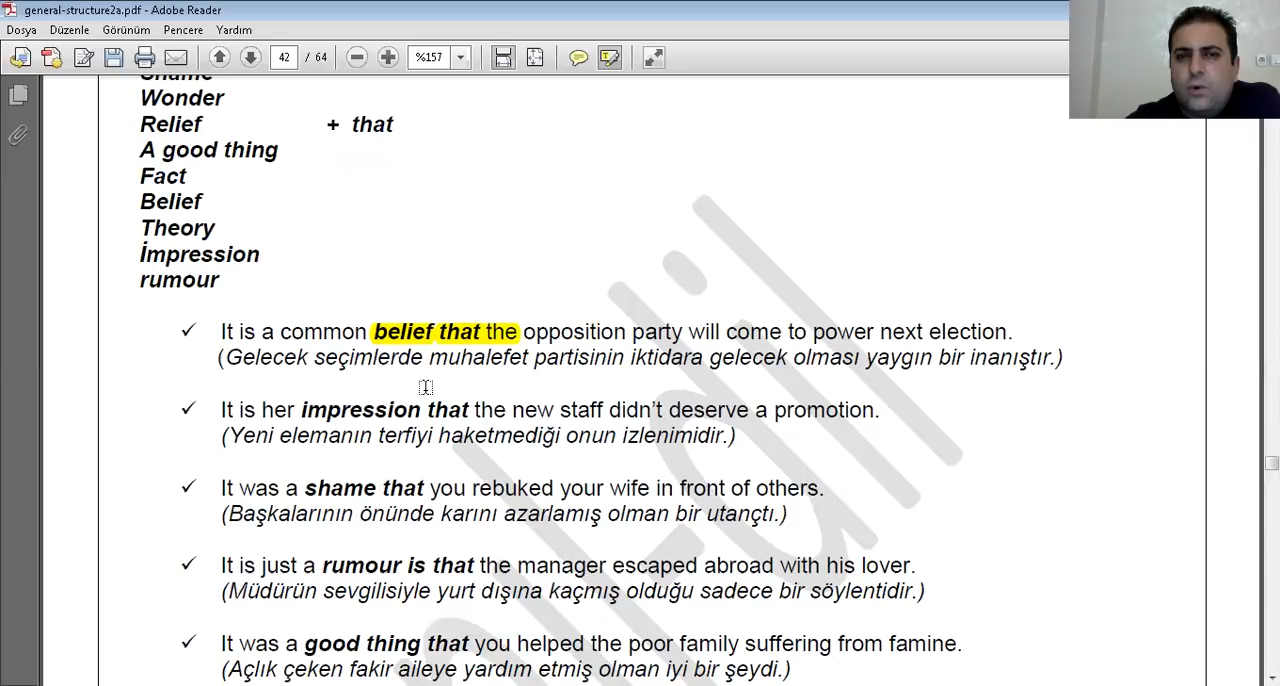 general-structure2a.pdf - Adobe Reader
Dosya Düzenle Görünüm Pencere Yardım
42 / 64 %157
Shame
Wonder
Relief + that
A good thing
Fact
Belief
Theory
İmpression
rumour
✓ It is a common belief that the opposition party will come to power next election.
(Gelecek seçimlerde muhalefet partisinin iktidara gelecek olması yaygın bir inanıştır.)
✓ It is her impression that the new staff didn’t deserve a promotion.
(Yeni elemanın terfiyi haketmediği onun izlenimidir.)
✓ It was a shame that you rebuked your wife in front of others.
(Başkalarının önünde karını azarlamış olman bir utançtı.)
✓ It is just a rumour is that the manager escaped abroad with his lover.
(Müdürün sevgilisiyle yurt dışına kaçmış olduğu sadece bir söylentidir.)
✓ It was a good thing that you helped the poor family suffering from famine.
(Açlık çeken fakir aileye yardım etmiş olman iyi bir şeydi.)